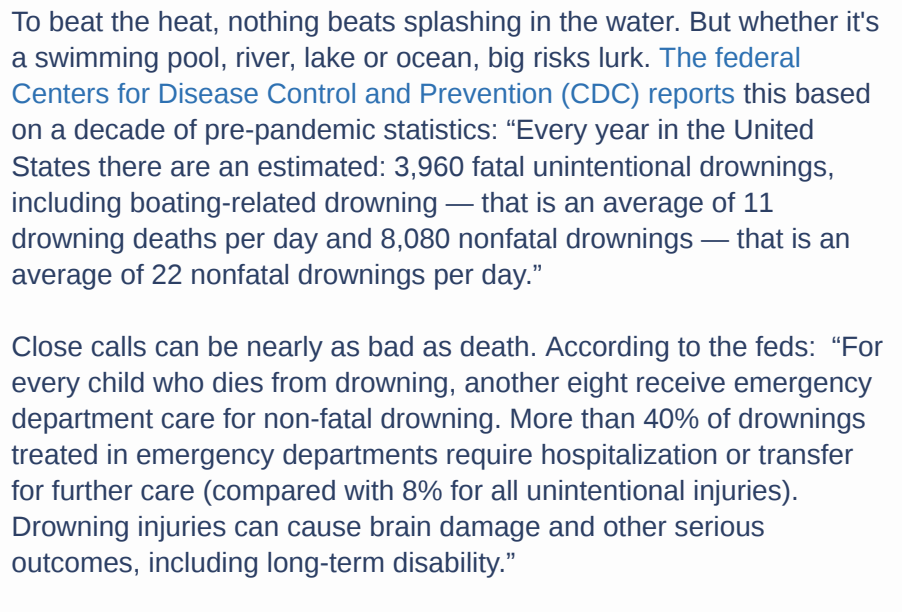 To beat the heat, nothing beats splashing in the water. But whether it's
a swimming pool, river, lake or ocean, big risks lurk. The federal
Centers for Disease Control and Prevention (CDC) reports this based
on a decade of pre-pandemic statistics: “Every year in the United
States there are an estimated: 3,960 fatal unintentional drownings,
including boating-related drowning — that is an average of 11
drowning deaths per day and 8,080 nonfatal drownings — that is an
average of 22 nonfatal drownings per day.”
Close calls can be nearly as bad as death. According to the feds:  “For
every child who dies from drowning, another eight receive emergency
department care for non-fatal drowning. More than 40% of drownings
treated in emergency departments require hospitalization or transfer
for further care (compared with 8% for all unintentional injuries).
Drowning injuries can cause brain damage and other serious
outcomes, including long-term disability.”